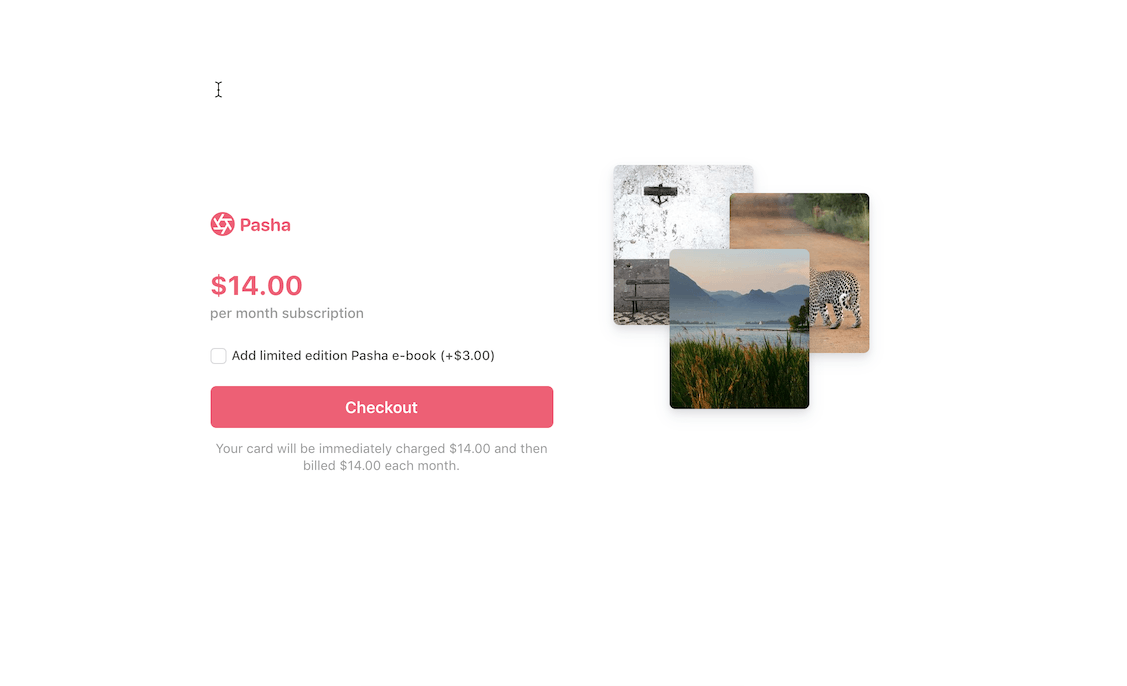 Pasha
$14.00
per month subscription
Add limited edition Pasha e-book (+$3.00)
Checkout
Your card will be immediately charged $14.00 and then
billed $14.00 each month.